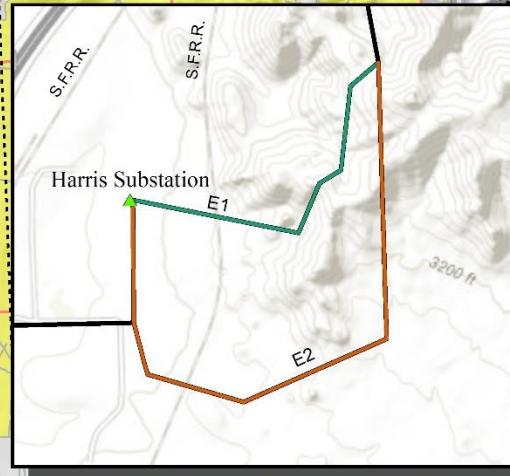 S.F.R.R.
S.F.R.R.
Harris Substation
E1
3200 ft
E2